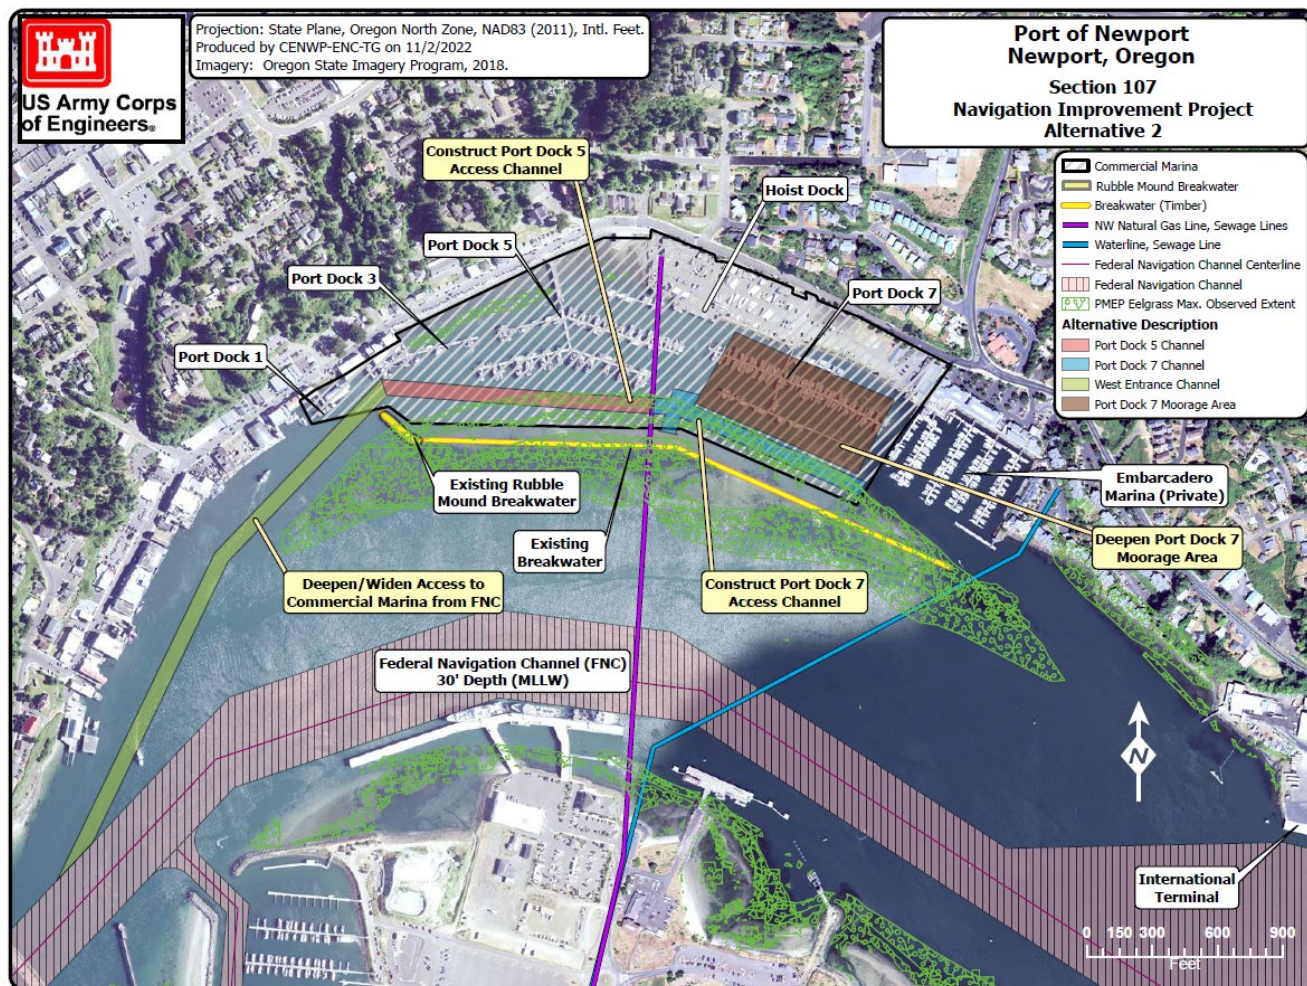 US Army Corps
of Engineers®
Projection: State Plane, Oregon North Zone, NAD83 (2011), Intl. Feet.
Produced by CENWP-ENC-TG on 11/2/2022
Imagery: Oregon State Imagery Program, 2018.
Port of Newport
Newport, Oregon
Section 107
Navigation Improvement Project
Alternative 2
Commercial Marina
Rubble Mound Breakwater
Breakwater (Timber)
NW Natural Gas Line, Sewage Lines
Waterline, Sewage Line
Federal Navigation Channel Centerline
Federal Navigation Channel
PMEP Eelgrass Max. Observed Extent
Alternative Description
Port Dock 5 Channel
Port Dock 7 Channel
West Entrance Channel
Port Dock 7 Moorage Area
Construct Port Dock 5
Access Channel
Hoist Dock
Port Dock 5
Port Dock 3
Port Dock 7
Port Dock 1
Existing Rubble
Mound Breakwater
Embarcadero
Marina (Private)
Existing
Breakwater
Deepen Port Dock 7
Moorage Area
Deepen/Widen Access to
Commercial Marina from FNC
Construct Port Dock 7
Access Channel
Federal Navigation Channel (FNC)
30' Depth (MLLW)
N
International
Terminal
0 150 300 600 900
Feet